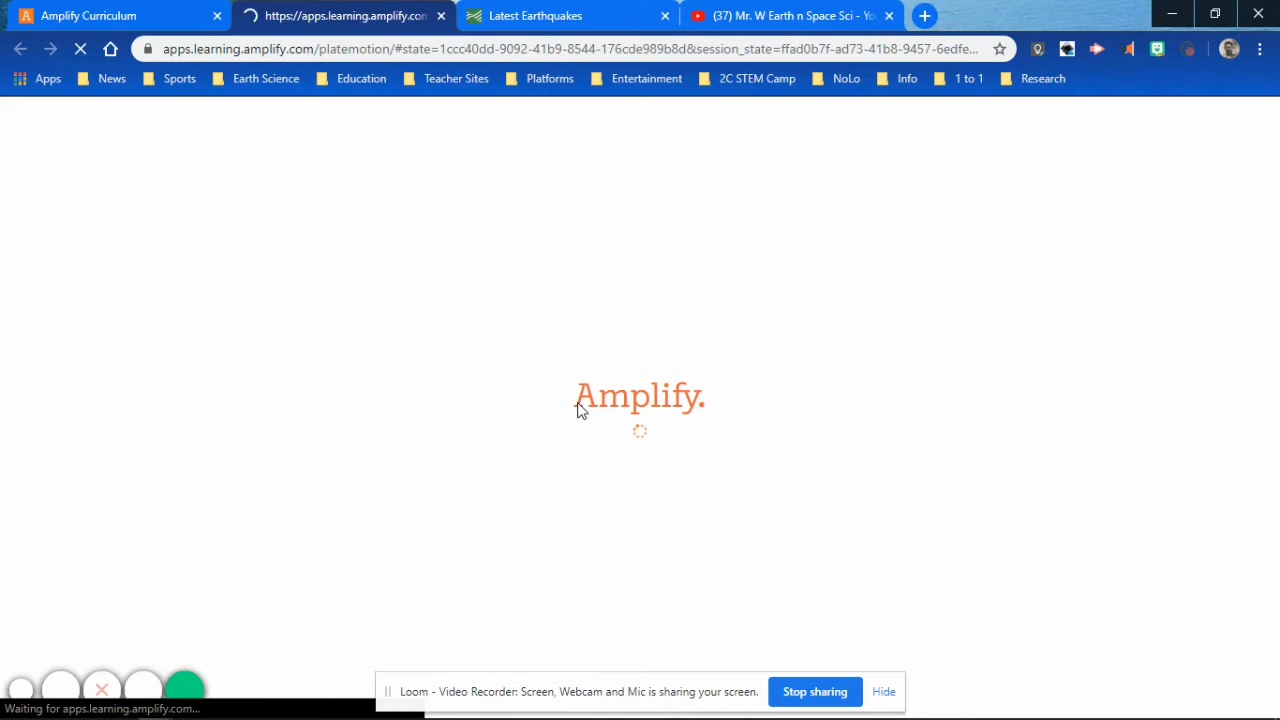 Amplify Curriculum
https://apps.learning.amplify.con
Latest Earthquakes
(37) Mr. W Earth n Space Sci - Yo
apps.learning.amplify.com/platemotion/#state=1ccc40dd-9092-41b9-8544-176cde989b8d&session_state=ffad0b7f-ad73-41b8-9457-6edfe...
Apps News Sports Earth Science Education Teacher Sites Platforms Entertainment 2C STEM Camp NoLo Info 1 to 1 Research
Amplify.
Loom - Video Recorder: Screen, Webcam and Mic is sharing your screen. Stop sharing Hide
Waiting for apps.learning.amplify.com...